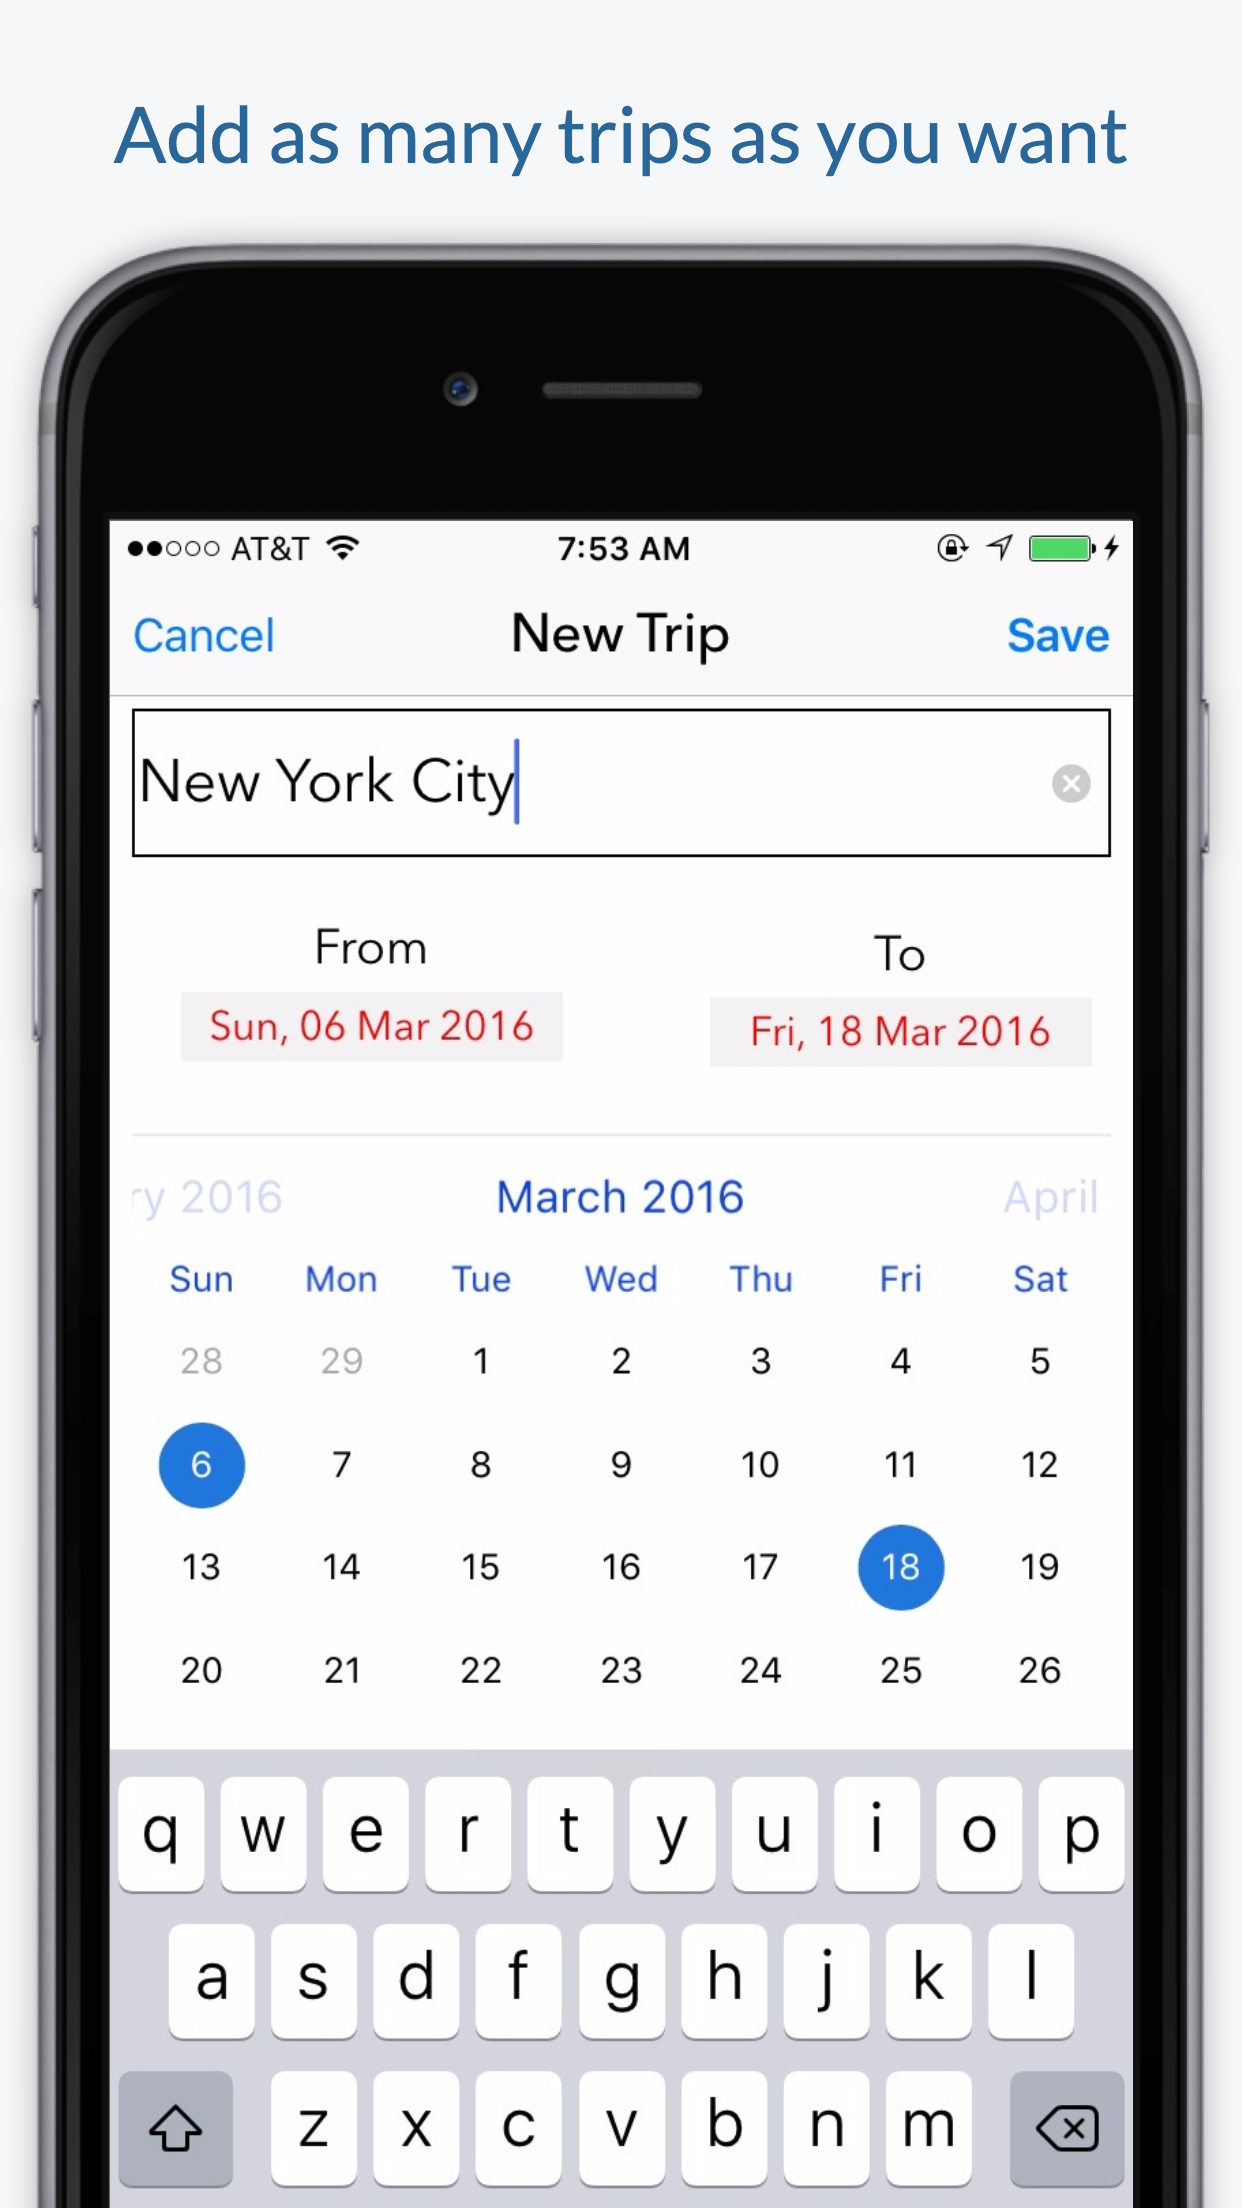 Add as many trips as you want
AT&T 7:53 AM
Cancel New Trip Save
New York City
From To
Sun, 06 Mar 2016 Fri, 18 Mar 2016
ry 2016 March 2016 April
Sun Mon Tue Wed Thu Fri Sat
28 29 1 2 3 4 5
6 7 8 9 10 11 12
13 14 15 16 17 18 19
20 21 22 23 24 25 26
q w e r t y u i o p
a s d f g h j k l
z x c v b n m